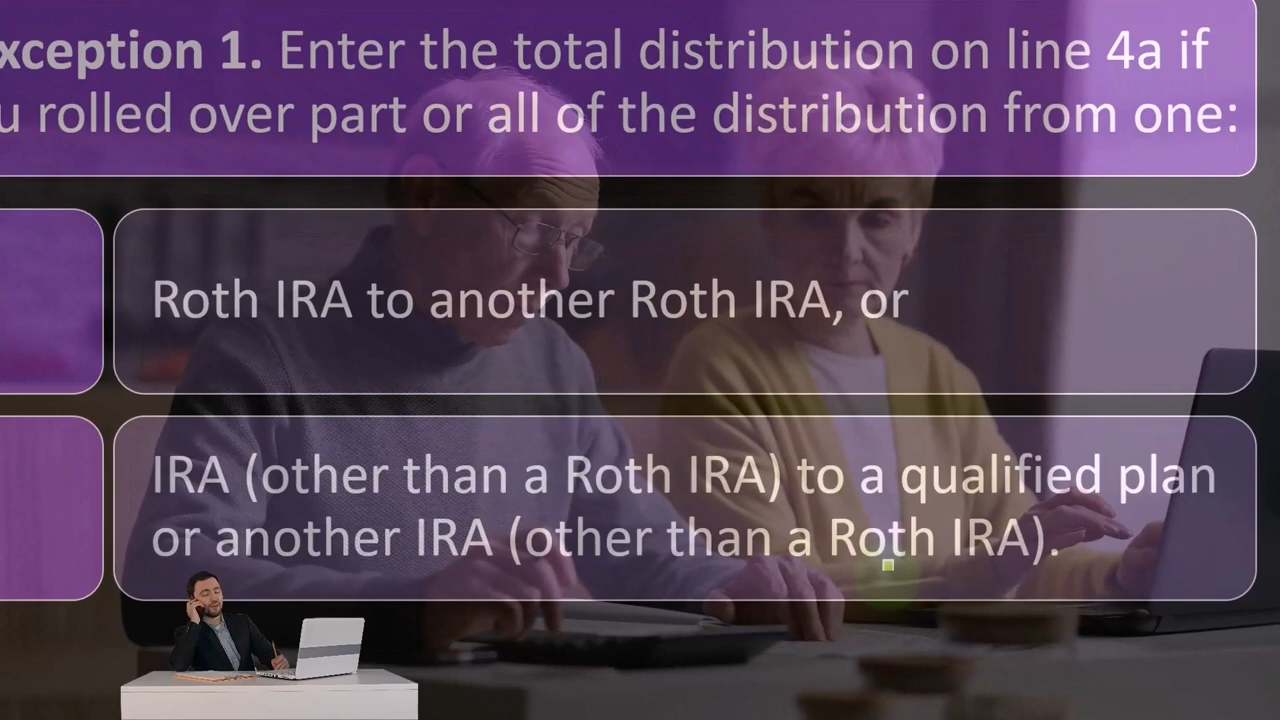 xception 1. Enter the total distribution on line 4a if
u rolled over part or all of the distribution from one:
Roth IRA to another Roth IRA, or
IRA (other than a Roth IRA) to a qualified plan
or another IRA (other than a Roth IRA).